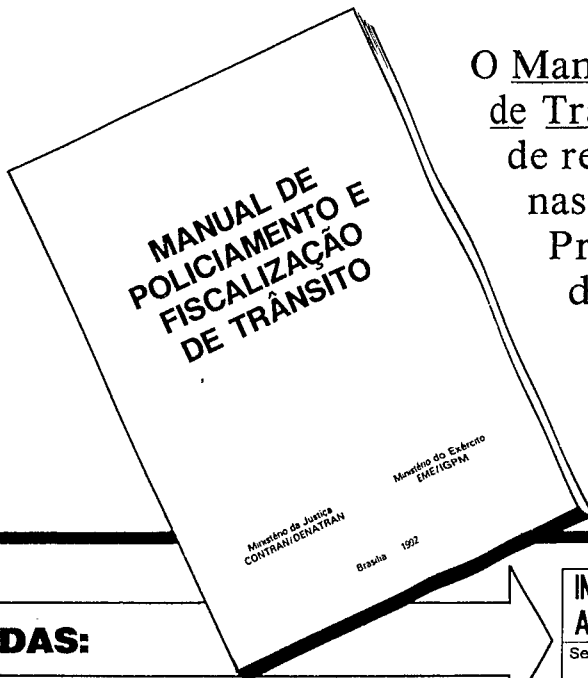 MANUAL DE
POLICIAMENTO E
FISCALIZAÇÃO
DE TRÂNSITO
Ministério da Justiça
CONTRAN/DENATRAN
Ministério do Exército
EME/IGPM
Brasília 1992
O Man
de Tra
de re
nas
Pr
d
DAS:
IN
A
Se